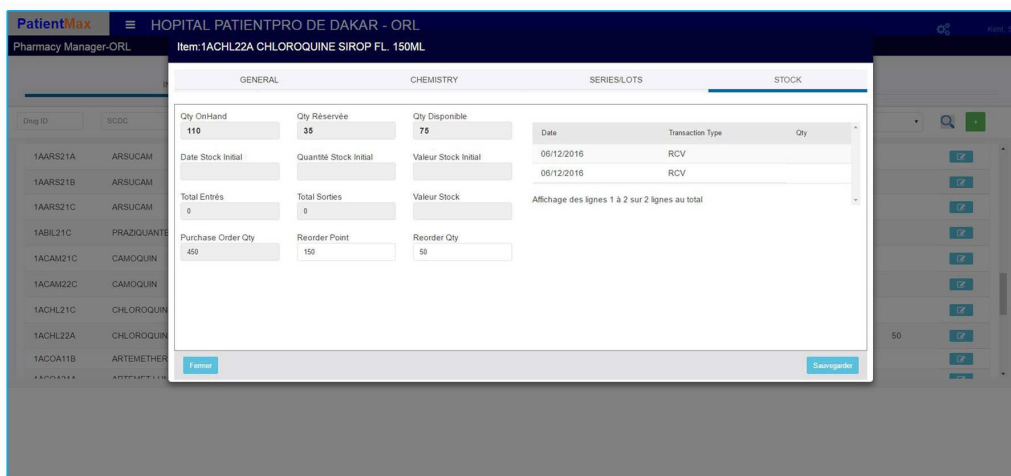 PatientMax ≡ HOPITAL PATIENTPRO DE DAKAR - ORL
Pharmacy Manager-ORL
Item:1ACHL22A CHLOROQUINE SIROP FL. 150ML
GENERAL CHEMISTRY SERIES/LOTS STOCK
Qty OnHand Qty Réservée Qty Disponible
110 35 75
Date Stock Initial Quantité Stock Initial Valeur Stock Initial
Total Entrés Total Sorties Valeur Stock
0 0
Purchase Order Qty Reorder Point Reorder Qty
450 150 50
Date Transaction Type Qty
06/12/2016 RCV
06/12/2016 RCV
Affichage des lignes 1 à 2 sur 2 lignes au total
Fermer Sauvegarder
Drug ID SCDC
1AARS21A ARSUCAM
1AARS21B ARSUCAM
1AARS21C ARSUCAM
1ABIL21C PRAZIQUANTE
1ACAM21C CAMOQUIN
1ACAM22C CAMOQUIN
1ACHL21C CHLOROQUIN
1ACHL22A CHLOROQUIN 50
1ACOA11B ARTEMETHER